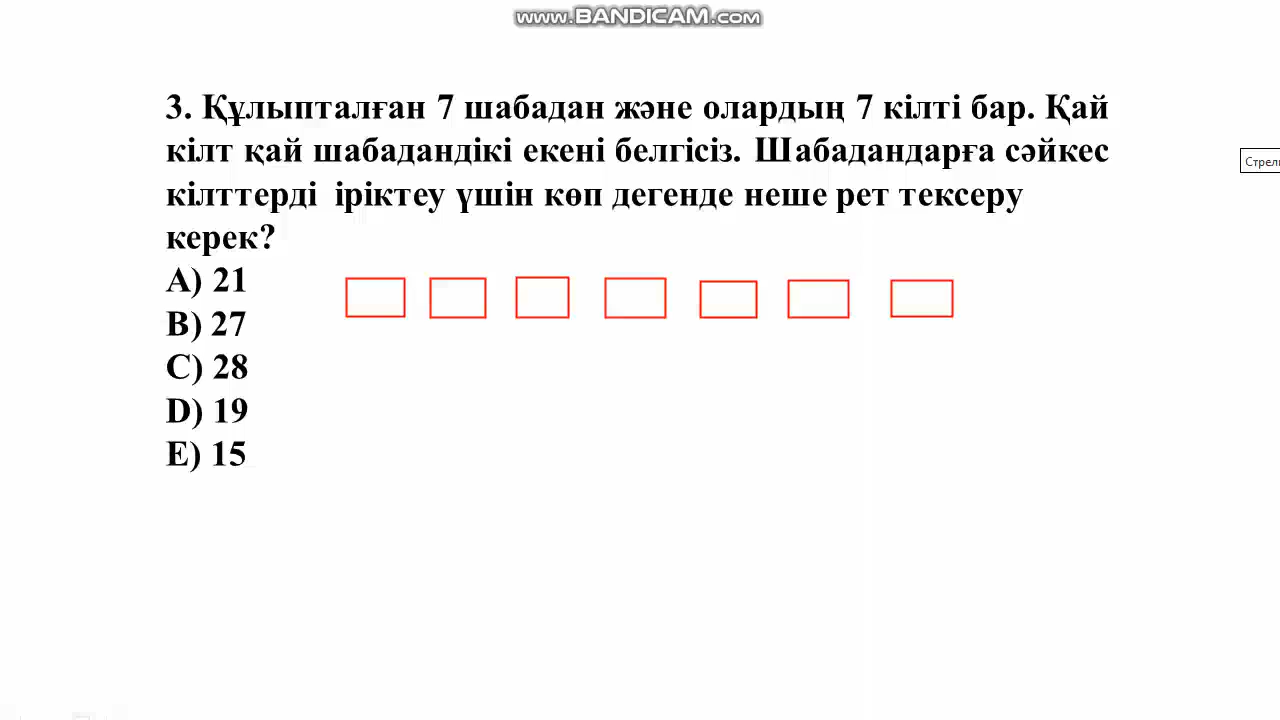 www.BANDICAM.com
3. Құлыпталған 7 шабадан және олардың 7 кілті бар. Қай
кілт қай шабадандікі екені белгісіз. Шабадандарға сәйкес
кілттерді іріктеу үшін көп дегенде неше рет тексеру
керек?
A) 21
B) 27
C) 28
D) 19
E) 15
Стрел